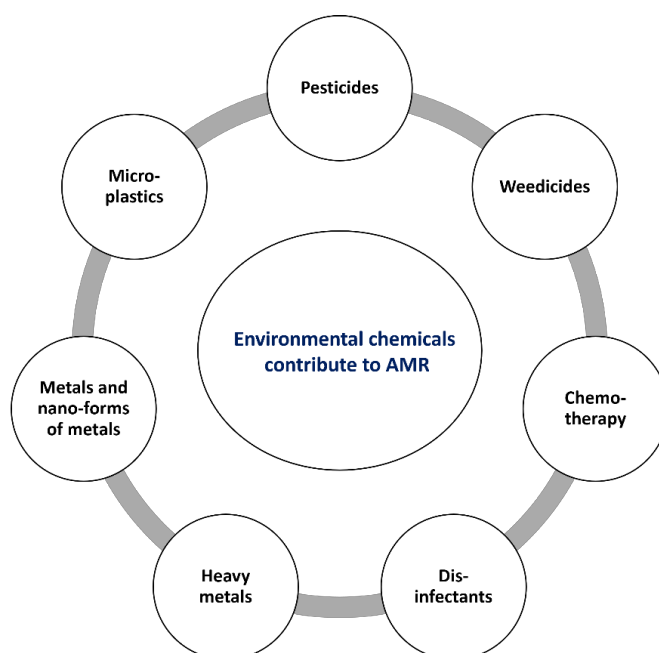 Pesticides
Weedicides
Chemo-
therapy
Dis-
infectants
Heavy
metals
Metals and
nano-forms
of metals
Micro-
plastics
Environmental chemicals
contribute to AMR